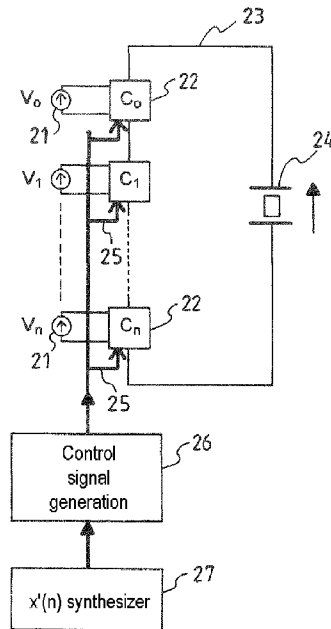 23
22
V₀
C₀
21
24
V₁
C₁
25
22
Vₙ
Cₙ
21
25
26
Control
signal
generation
27
x'(n) synthesizer